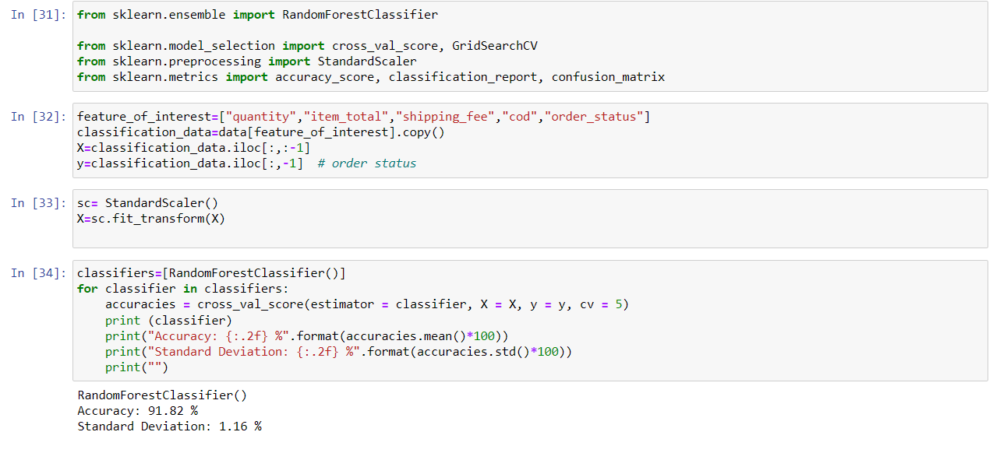 In [31]: from sklearn.ensemble import RandomForestClassifier
from sklearn.model_selection import cross_val_score, GridSearchCV
from sklearn.preprocessing import StandardScaler
from sklearn.metrics import accuracy_score, classification_report, confusion_matrix
In [32]: feature_of_interest=["quantity","item_total","shipping_fee","cod","order_status"]
classification_data=data[feature_of_interest].copy()
X=classification_data.iloc[:,:-1]
y=classification_data.iloc[:,-1]  # order status
In [33]: sc= StandardScaler()
X=sc.fit_transform(X)
In [34]: classifiers=[RandomForestClassifier()]
for classifier in classifiers:
    accuracies = cross_val_score(estimator = classifier, X = X, y = y, cv = 5)
    print (classifier)
    print("Accuracy: {:.2f} %".format(accuracies.mean()*100))
    print("Standard Deviation: {:.2f} %".format(accuracies.std()*100))
    print("")
RandomForestClassifier()
Accuracy: 91.82 %
Standard Deviation: 1.16 %